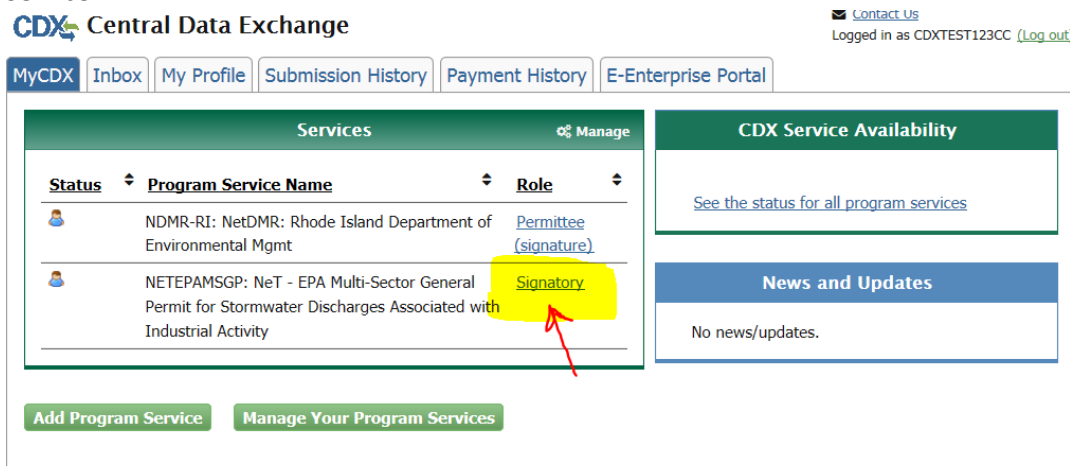 Contact Us
CDX Central Data Exchange
Logged in as CDXTEST123CC (Log out)
MyCDX Inbox My Profile Submission History Payment History E-Enterprise Portal
Services Manage
Status Program Service Name Role
NDMR-RI: NetDMR: Rhode Island Department of Permittee
Environmental Mgmt (signature)
NETEPAMSGP: NeT - EPA Multi-Sector General Signatory
Permit for Stormwater Discharges Associated with
Industrial Activity
CDX Service Availability
See the status for all program services
News and Updates
No news/updates.
Add Program Service Manage Your Program Services